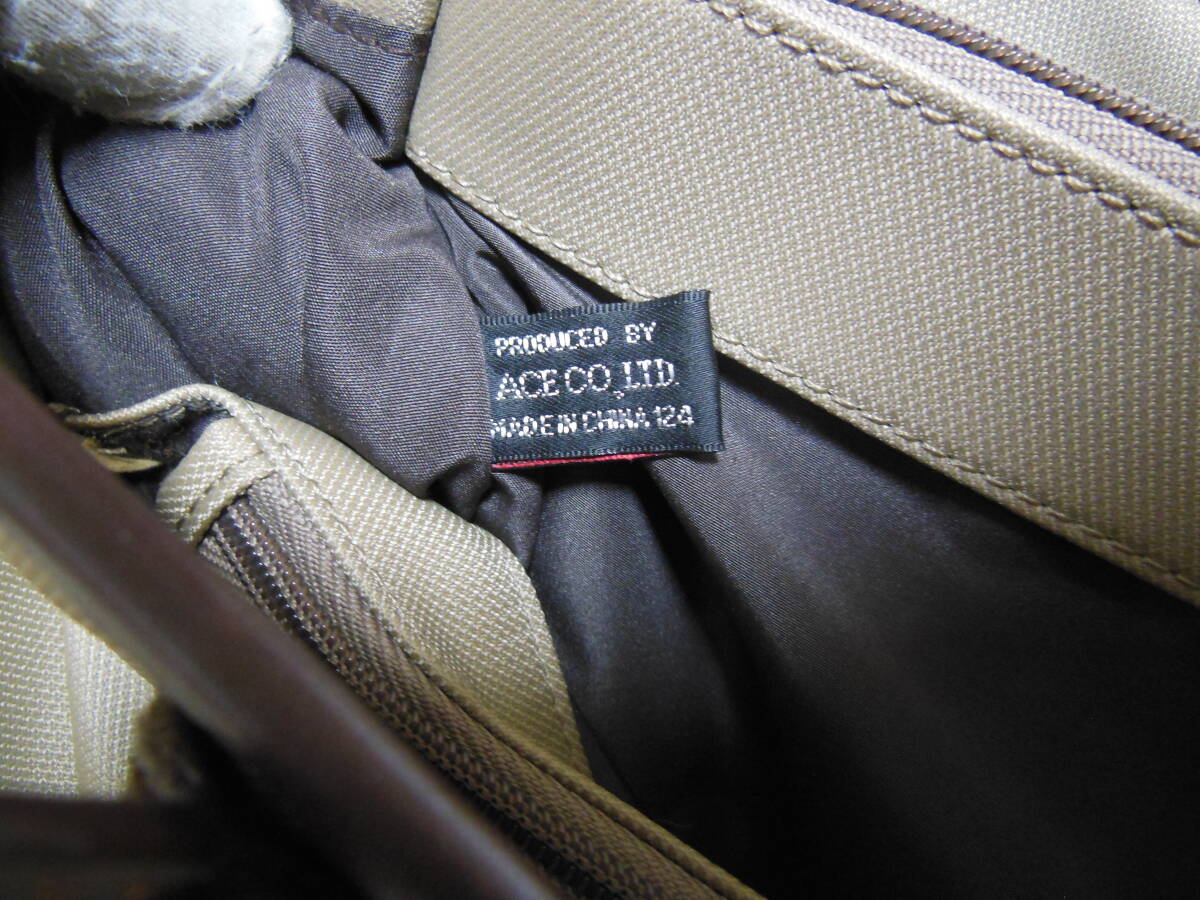 PRODUCED BY
ACE CO., LTD.
MADE IN CHINA 124